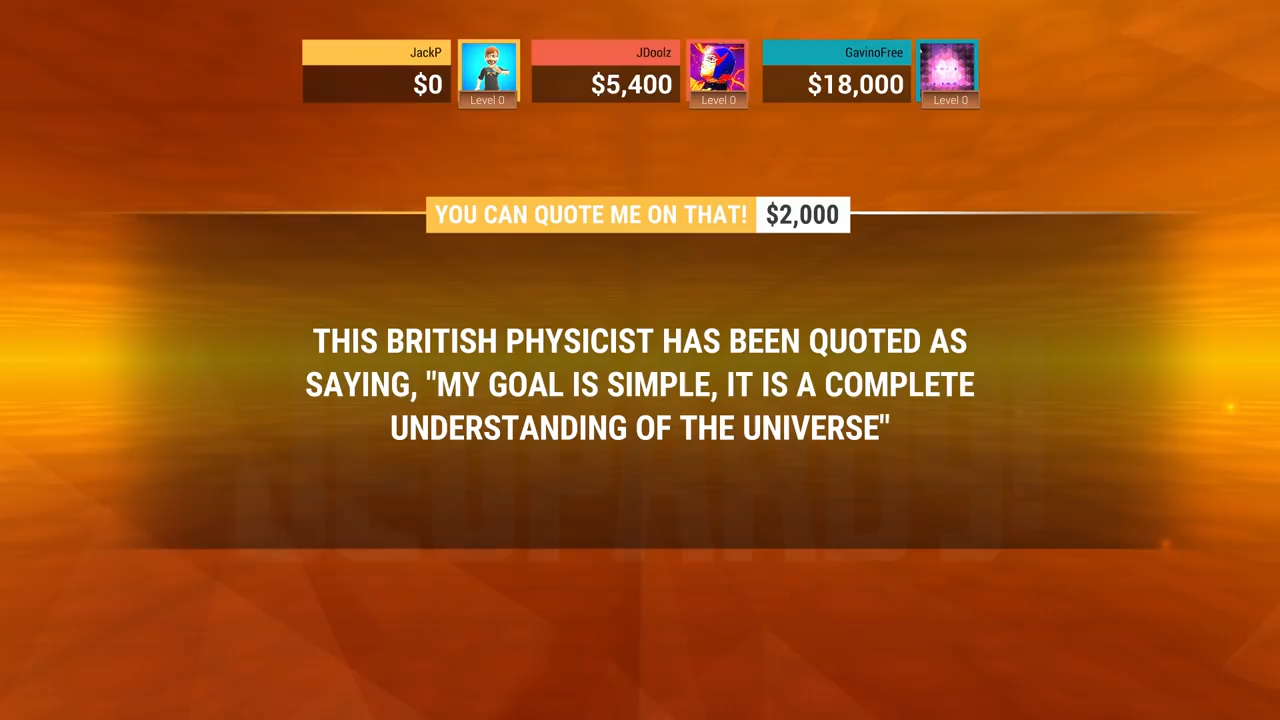 JackP
$0
Level 0
JDoolz
$5,400
Level 0
GavinoFree
$18,000
Level 0
YOU CAN QUOTE ME ON THAT! $2,000
THIS BRITISH PHYSICIST HAS BEEN QUOTED AS
SAYING, "MY GOAL IS SIMPLE, IT IS A COMPLETE
UNDERSTANDING OF THE UNIVERSE"